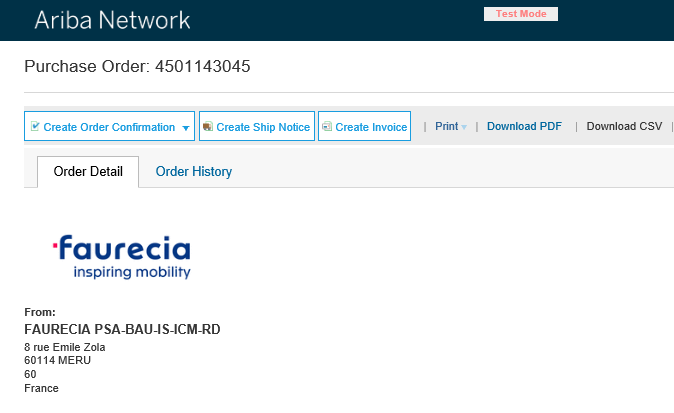 Ariba Network
Test Mode
Purchase Order: 4501143045
Create Order Confirmation
Create Ship Notice
Create Invoice
| Print | Download PDF | Download CSV |
Order Detail
Order History
faurecia
inspiring mobility
From:
FAURECIA PSA-BAU-IS-ICM-RD
8 rue Emile Zola
60114 MERU
60
France